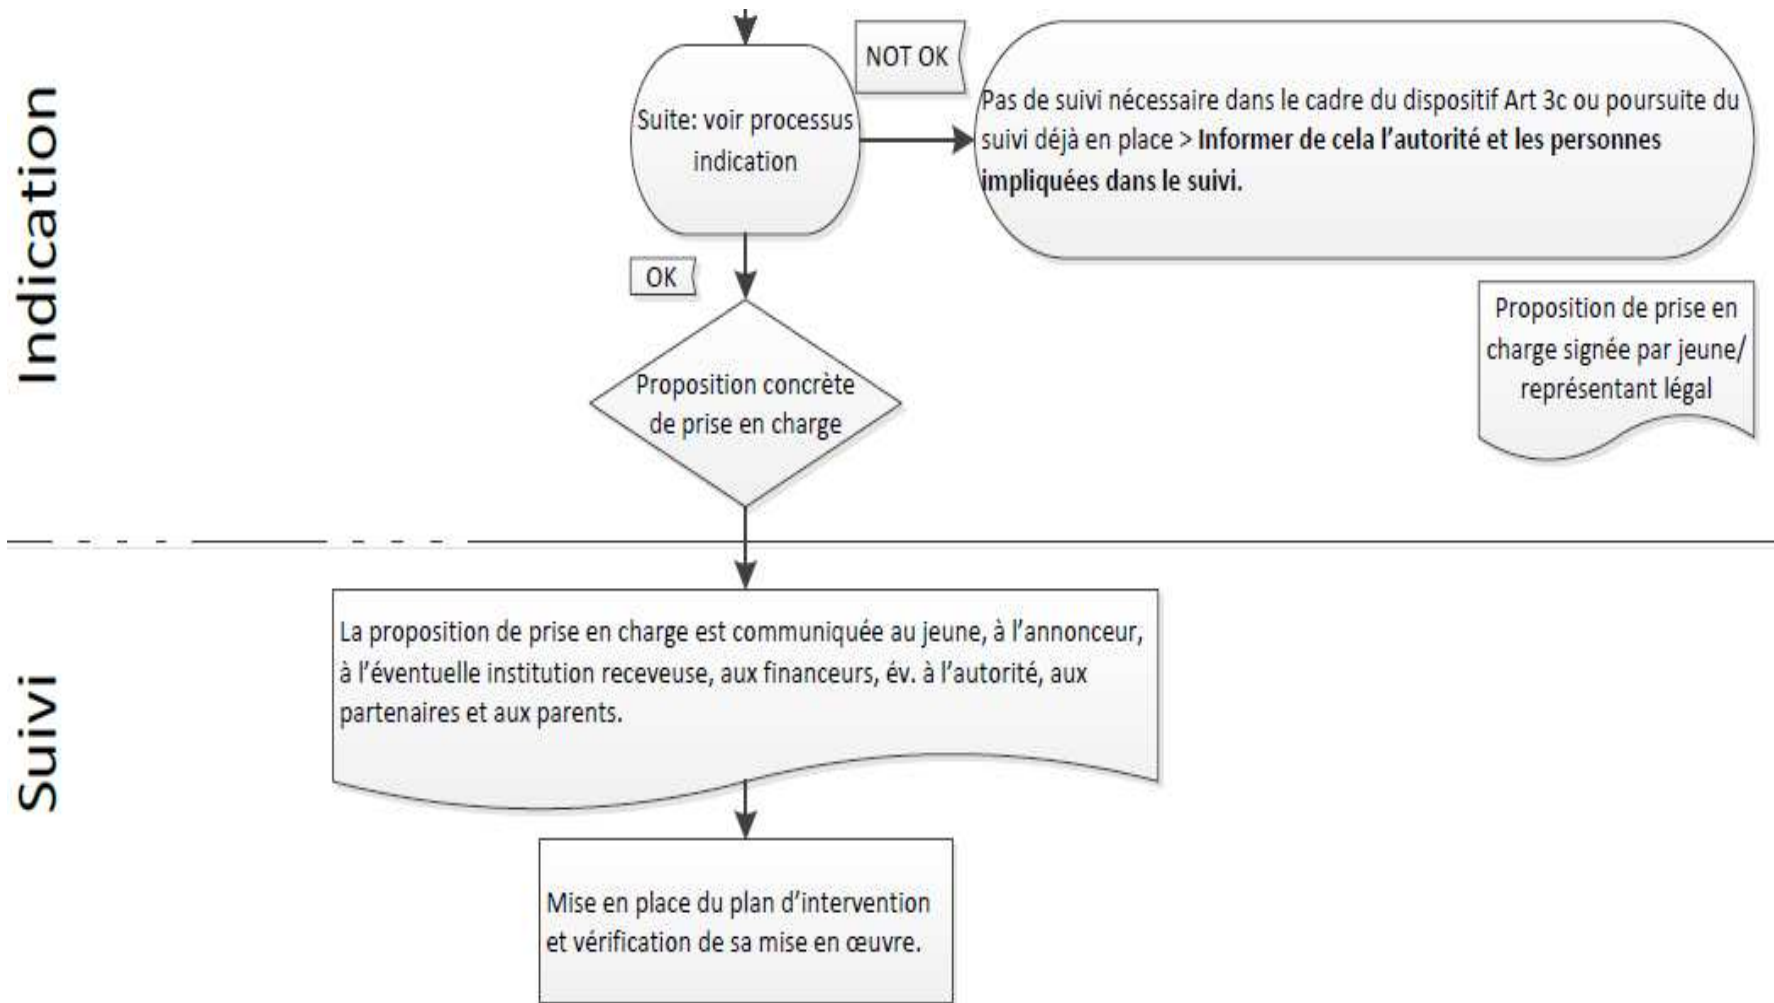 Indication
NOT OK
Suite: voir processus
indication
Pas de suivi nécessaire dans le cadre du dispositif Art 3c ou poursuite du
suivi déjà en place > Informer de cela l'autorité et les personnes
impliquées dans le suivi.
OK
Proposition de prise en
charge signée par jeune/
représentant légal
Proposition concrète
de prise en charge
Suivi
La proposition de prise en charge est communiquée au jeune, à l'annonceur,
à l'éventuelle institution receveuse, aux financeurs, év. à l'autorité, aux
partenaires et aux parents.
Mise en place du plan d'intervention
et vérification de sa mise en œuvre.